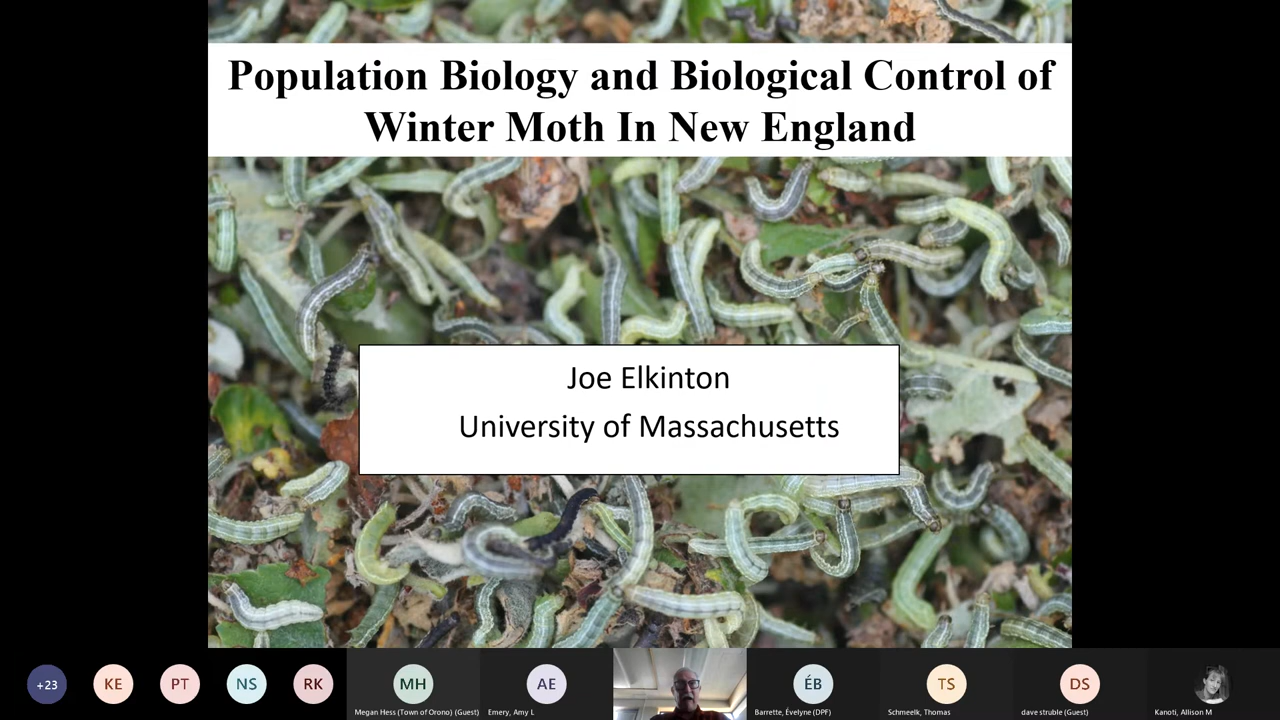 Population Biology and Biological Control of
Winter Moth In New England
Joe Elkinton
University of Massachusetts
+23
KE
PT
NS
RK
MH
AE
ÉB
TS
DS
Megan Hess (Town of Orono) (Guest)
Emery, Amy L
Barrette, Évelyne (DPF)
Schmeelk, Thomas
dave struble (Guest)
Kanoti, Allison M